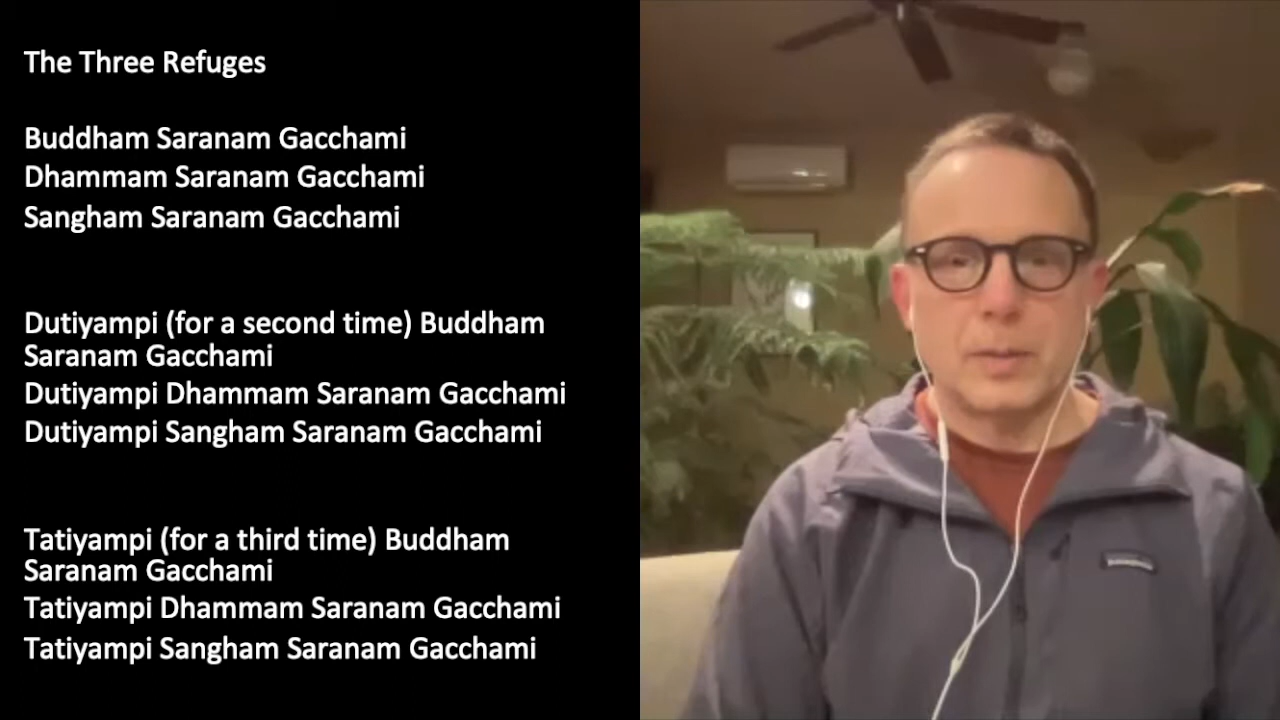 The Three Refuges
Buddham Saranam Gacchami
Dhammam Saranam Gacchami
Sangham Saranam Gacchami
Dutiyampi (for a second time) Buddham
Saranam Gacchami
Dutiyampi Dhammam Saranam Gacchami
Dutiyampi Sangham Saranam Gacchami
Tatiyampi (for a third time) Buddham
Saranam Gacchami
Tatiyampi Dhammam Saranam Gacchami
Tatiyampi Sangham Saranam Gacchami